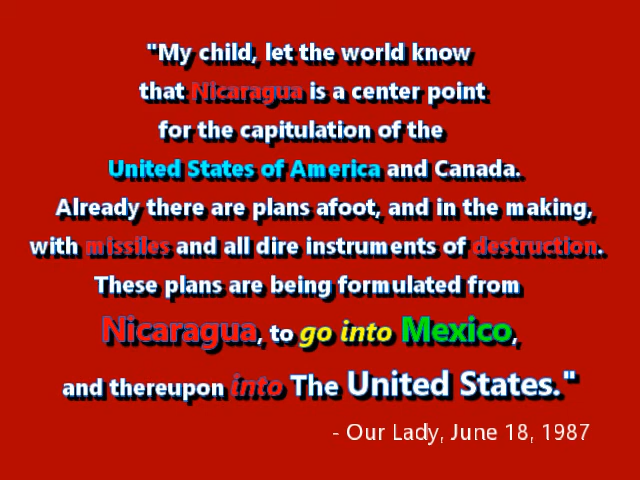 "My child, let the world know
that Nicaragua is a center point
for the capitulation of the
United States of America and Canada.
Already there are plans afoot, and in the making,
with missiles and all dire instruments of destruction.
These plans are being formulated from
Nicaragua, to go into Mexico,
and thereupon into The United States."
- Our Lady, June 18, 1987